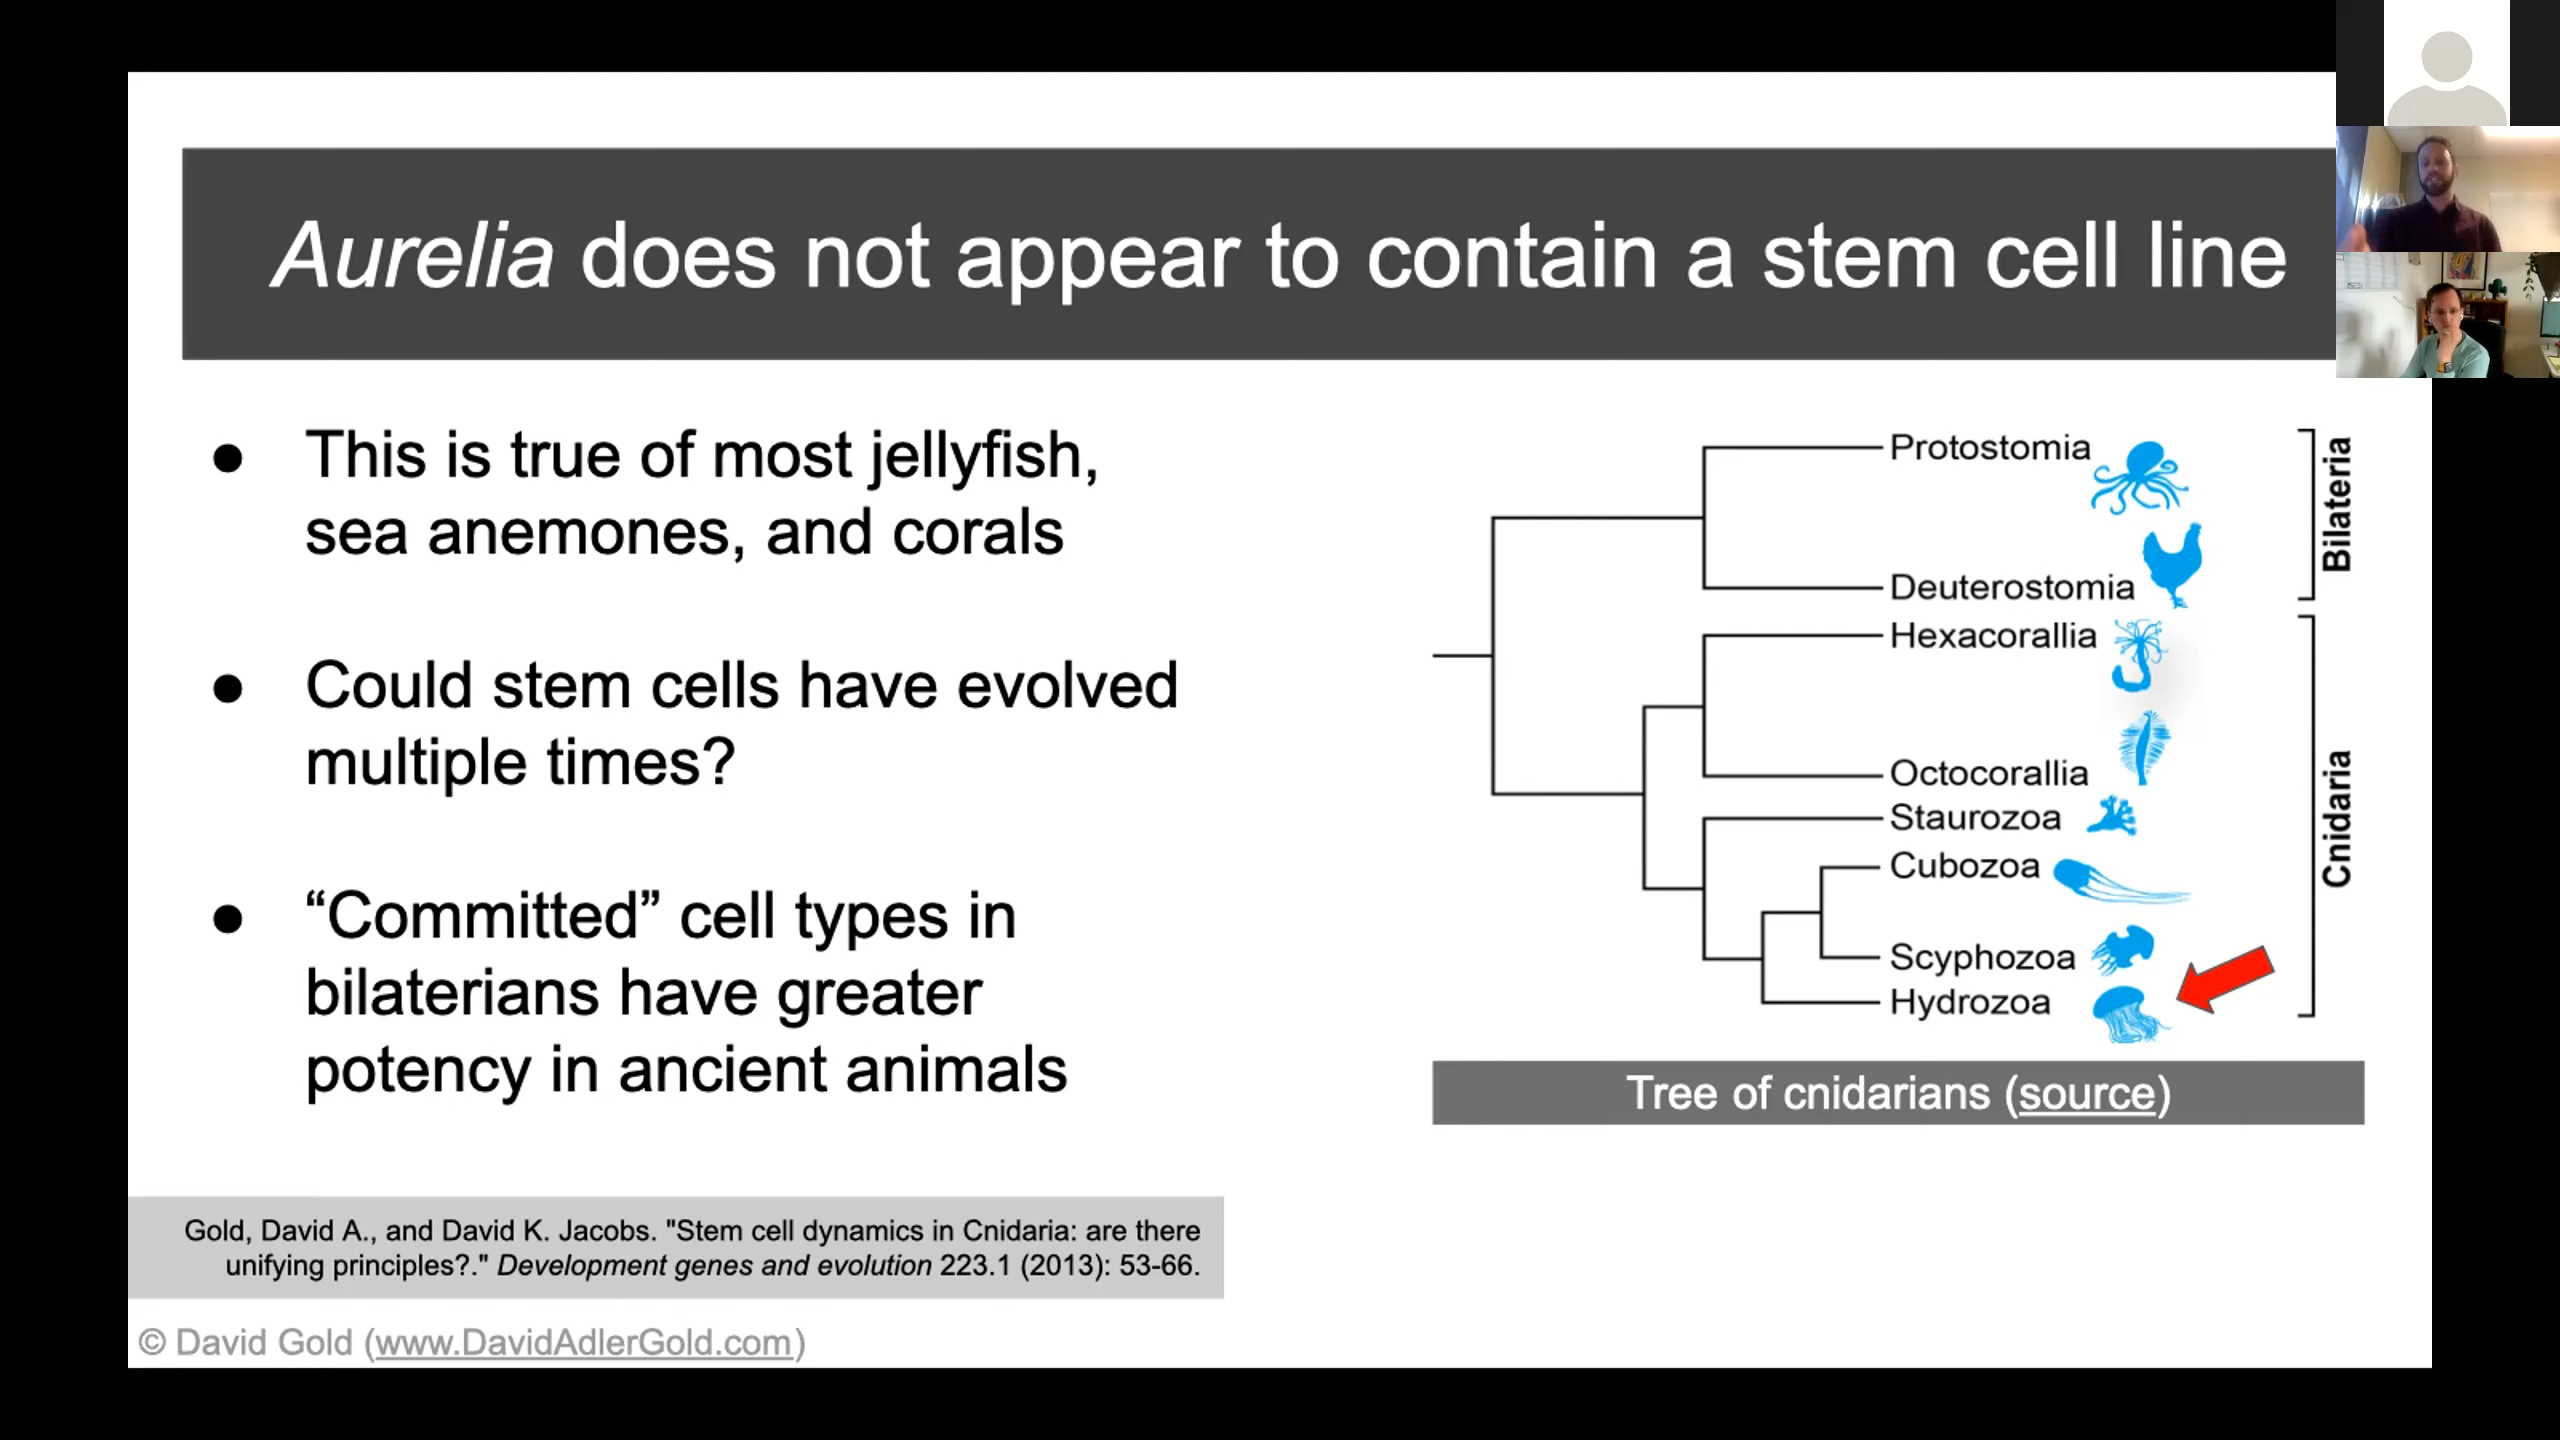 Aurelia does not appear to contain a stem cell line
● This is true of most jellyfish,
sea anemones, and corals
● Could stem cells have evolved
multiple times?
● “Committed” cell types in
bilaterians have greater
potency in ancient animals
Protostomia
Deuterostomia
Hexacorallia
Octocorallia
Staurozoa
Cubozoa
Scyphozoa
Hydrozoa
Bilateria
Cnidaria
Tree of cnidarians (source)
Gold, David A., and David K. Jacobs. "Stem cell dynamics in Cnidaria: are there
unifying principles?." Development genes and evolution 223.1 (2013): 53-66.
© David Gold (www.DavidAdlerGold.com)